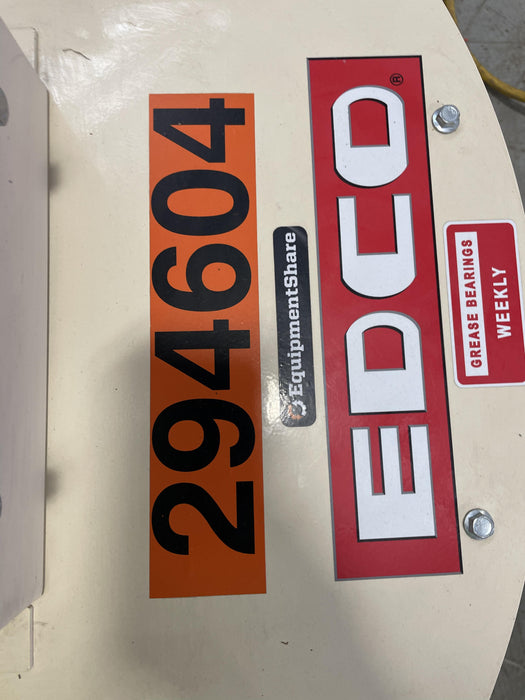 294604
EquipmentShare
EDCO®
GREASE BEARINGS
WEEKLY